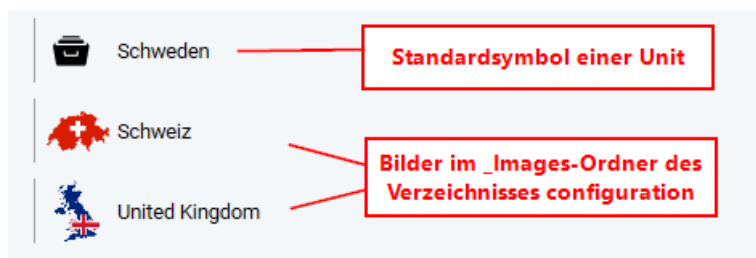 Schweden
Standardsymbol einer Unit
Schweiz
Bilder im _Images-Ordner des
Verzeichnisses configuration
United Kingdom